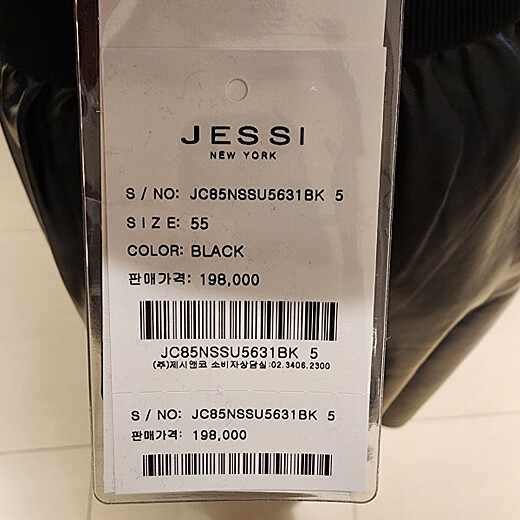 JESSI
NEW YORK
S / NO: JC85NSSU5631BK 5
SIZE: 55
COLOR: BLACK
판매가격: 198,000
JC85NSSU5631BK 5
(주)제시앤코 소비자상담실:02.3406.2300
S / NO: JC85NSSU5631BK 5
판매가격: 198,000